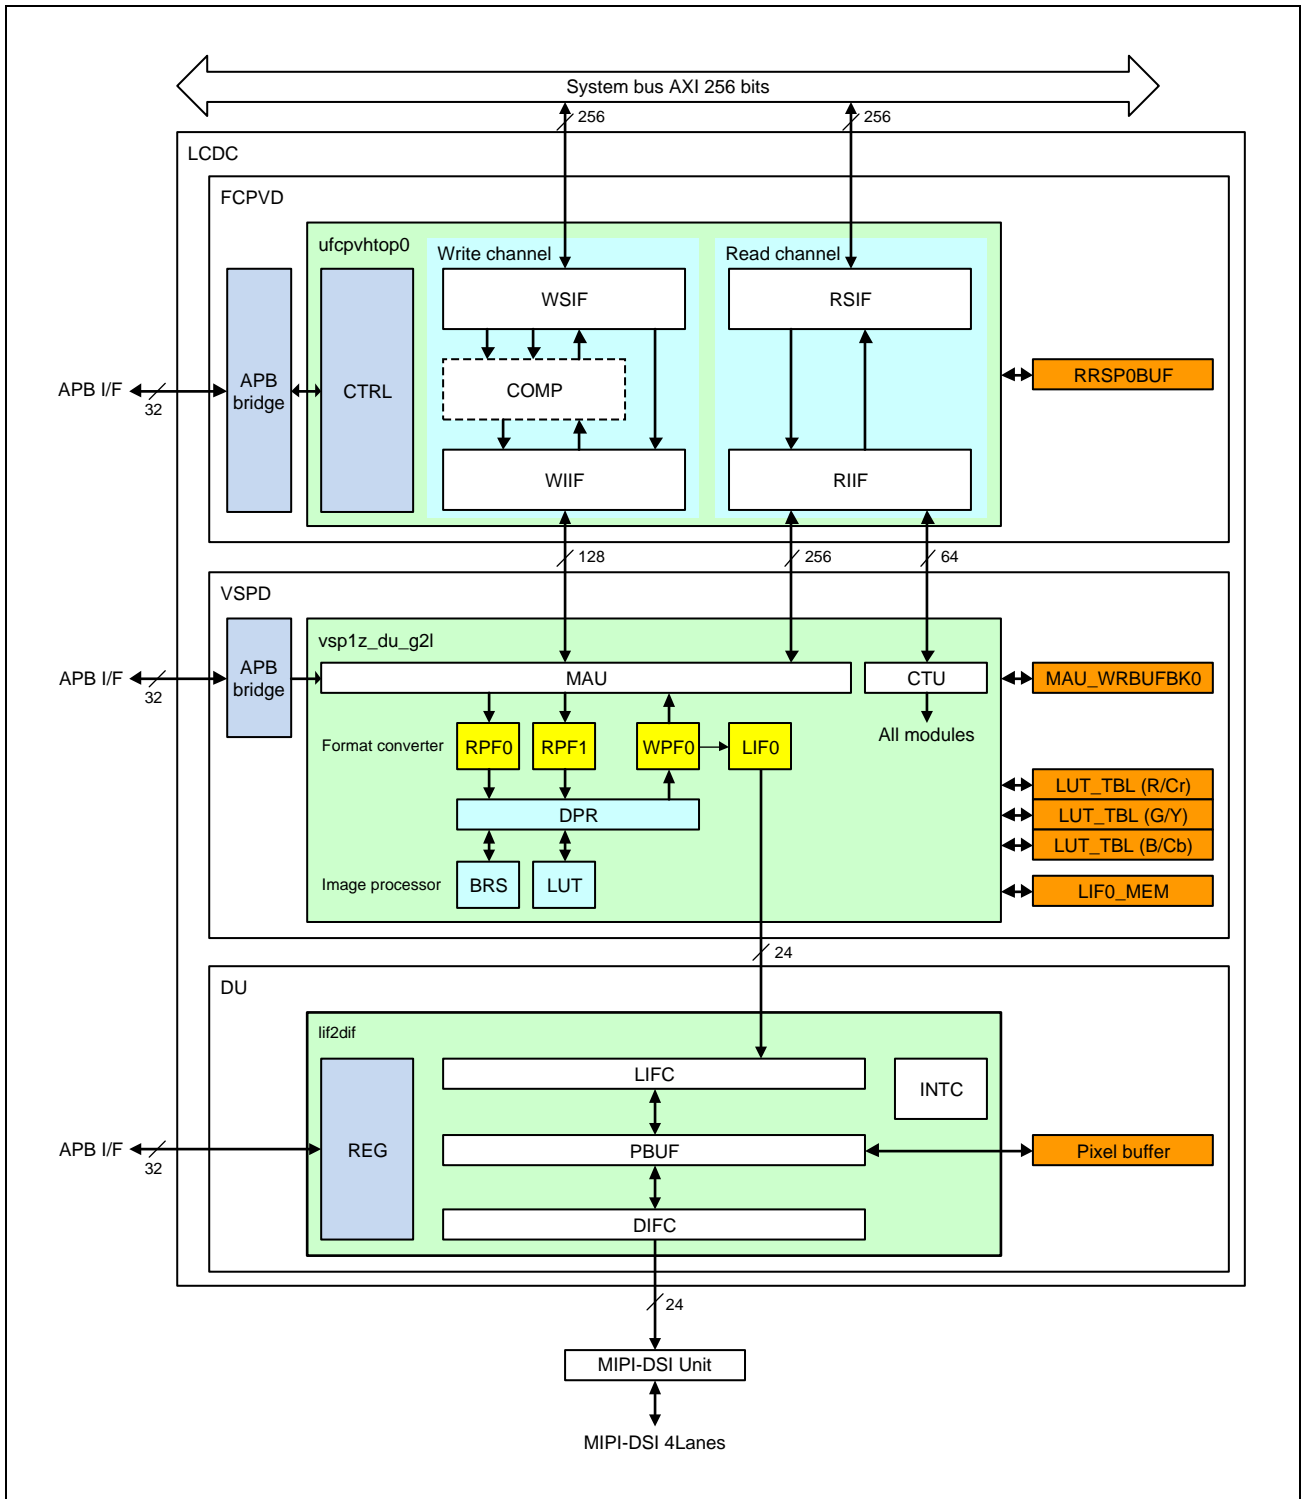 System bus AXI 256 bits
256
256
LCDC
FCPVD
ufcpvhtop0
Write channel
Read channel
WSIF
RSIF
APB I/F
32
APB
bridge
CTRL
COMP
RRSP0BUF
WIIF
RIIF
128
256
64
VSPD
vsp1z_du_g2l
APB I/F
32
APB
bridge
MAU
CTU
MAU_WRBUFBK0
Format converter
RPF0
RPF1
WPF0
LIF0
All modules
LUT_TBL (R/Cr)
DPR
LUT_TBL (G/Y)
LUT_TBL (B/Cb)
Image processor
BRS
LUT
LIF0_MEM
24
DU
lif2dif
LIFC
INTC
APB I/F
32
REG
PBUF
Pixel buffer
DIFC
24
MIPI-DSI Unit
MIPI-DSI 4Lanes